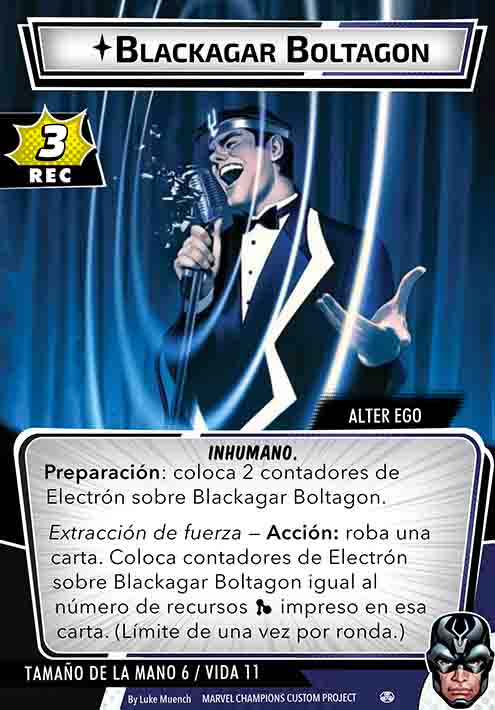 BLACKAGAR BOLTAGON
3
REC
ALTER EGO
INHUMANO.
Preparación: coloca 2 contadores de
Electrón sobre Blackagar Boltagon.
Extracción de fuerza – Acción: roba una
carta. Coloca contadores de Electrón
sobre Blackagar Boltagon igual al
número de recursos impreso en esa
carta. (Límite de una vez por ronda.)
TAMAÑO DE LA MANO 6 / VIDA 11
By Luke Muench MARVEL CHAMPIONS CUSTOM PROJECT